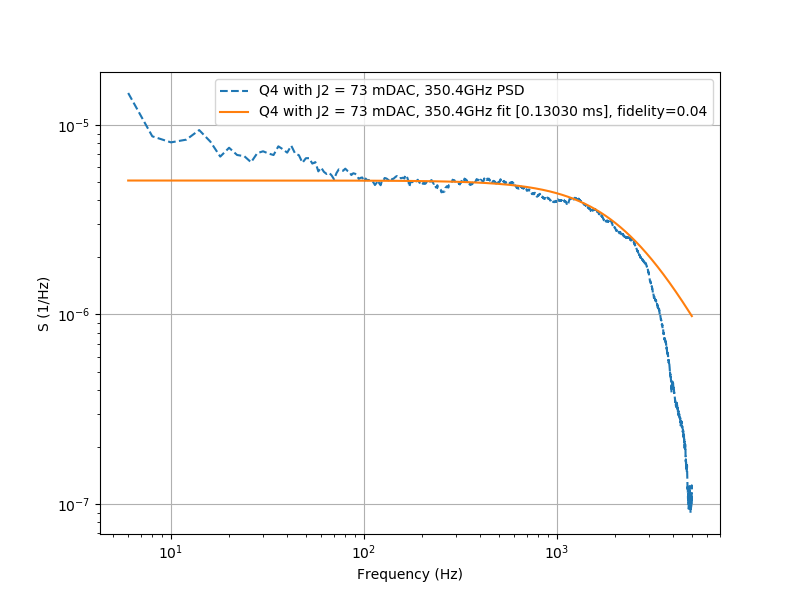 Q4 with J2 = 73 mDAC, 350.4GHz PSD
Q4 with J2 = 73 mDAC, 350.4GHz fit [0.13030 ms], fidelity=0.04
S (1/Hz)
10⁻⁵
10⁻⁶
10⁻⁷
10¹ 10² 10³
Frequency (Hz)